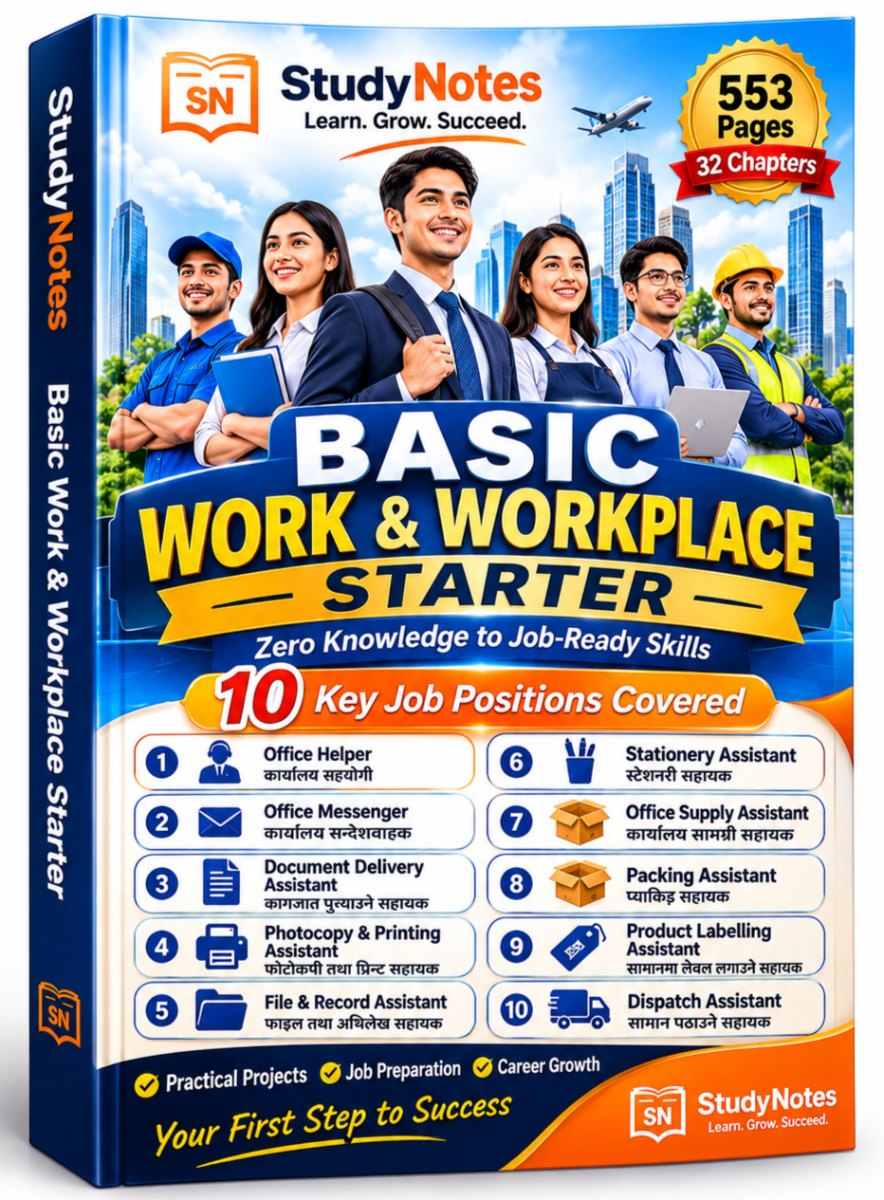 StudyNotes
Basic Work & Workplace Starter
SN
SN
StudyNotes
Learn. Grow. Succeed.
553
Pages
32 Chapters
BASIC
WORK & WORKPLACE
STARTER
Zero Knowledge to Job-Ready Skills
10 Key Job Positions Covered
1
Office Helper
कार्यालय सहयोगी
2
Office Messenger
कार्यालय सन्देशवाहक
3
Document Delivery
Assistant
कागजात पुऱ्याउने सहायक
4
Photocopy & Printing
Assistant
फोटोकपी तथा प्रिन्ट सहायक
5
File & Record Assistant
फाइल तथा अभिलेख सहायक
6
Stationery Assistant
स्टेशनरी सहायक
7
Office Supply Assistant
कार्यालय सामग्री सहायक
8
Packing Assistant
प्याकिङ सहायक
9
Product Labelling
Assistant
सामानमा लेवल लगाउने सहायक
10
Dispatch Assistant
सामान पठाउने सहायक
Practical Projects
Job Preparation
Career Growth
Your First Step to Success
SN
StudyNotes
Learn. Grow. Succeed.